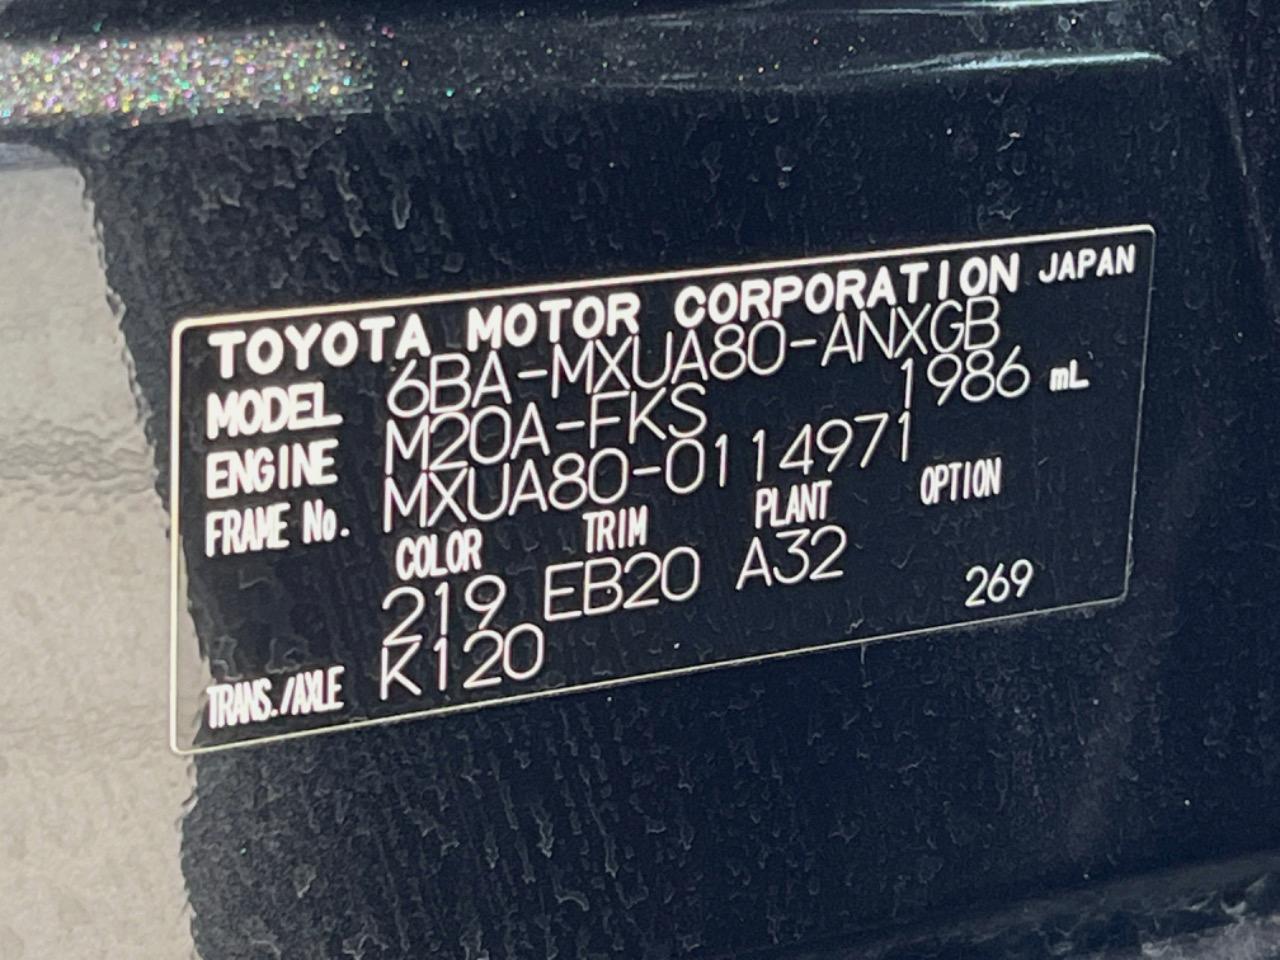 TOYOTA MOTOR CORPORATION JAPAN
MODEL 6BA-MXUA80-ANXGB
ENGINE M20A-FKS 1986 mL
FRAME No. MXUA80-0114971
COLOR TRIM PLANT OPTION
219 EB20 A32
TRANS./AXLE K120 269